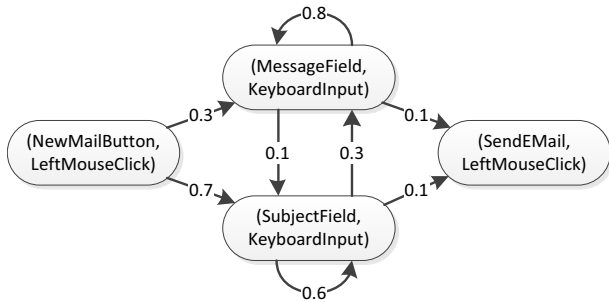 0.8
(MessageField,
KeyboardInput)
0.3
0.1
(NewMailButton,
LeftMouseClick)
0.1
0.3
(SendEMail,
LeftMouseClick)
0.7
0.1
(SubjectField,
KeyboardInput)
0.6